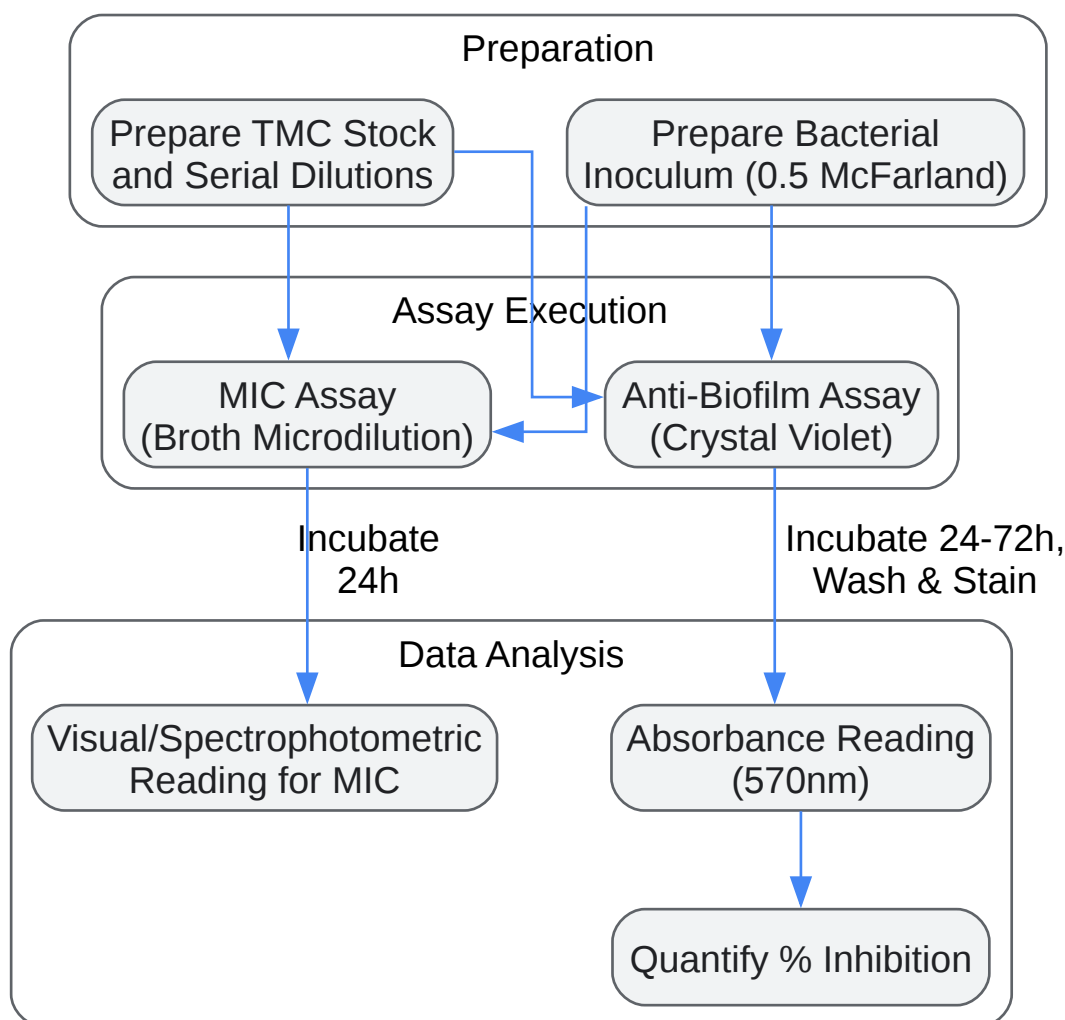 Preparation
Prepare TMC Stock
and Serial Dilutions
Prepare Bacterial
Inoculum (0.5 McFarland)
Assay Execution
MIC Assay
(Broth Microdilution)
Anti-Biofilm Assay
(Crystal Violet)
Incubate
24h
Incubate 24-72h,
Wash & Stain
Data Analysis
Visual/Spectrophotometric
Reading for MIC
Absorbance Reading
(570nm)
Quantify % Inhibition